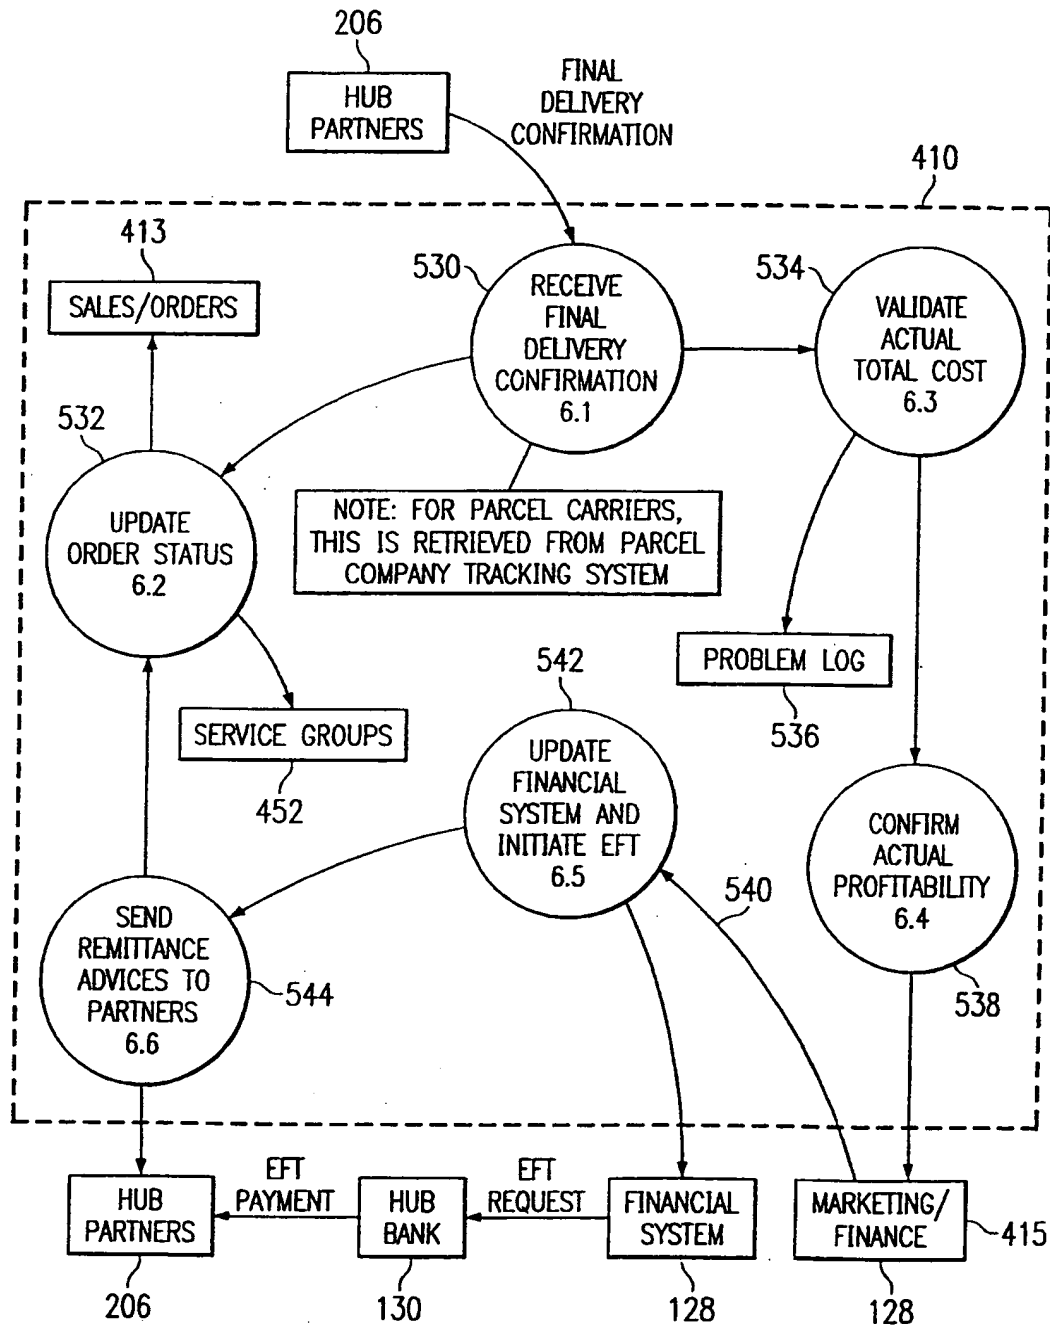 206
HUB
PARTNERS
FINAL
DELIVERY
CONFIRMATION
410
413
SALES/ORDERS
530
RECEIVE
FINAL
DELIVERY
CONFIRMATION
6.1
534
VALIDATE
ACTUAL
TOTAL COST
6.3
532
UPDATE
ORDER STATUS
6.2
NOTE: FOR PARCEL CARRIERS,
THIS IS RETRIEVED FROM PARCEL
COMPANY TRACKING SYSTEM
PROBLEM LOG
536
SERVICE GROUPS
452
542
UPDATE
FINANCIAL
SYSTEM AND
INITIATE EFT
6.5
540
CONFIRM
ACTUAL
PROFITABILITY
6.4
538
SEND
REMITTANCE
ADVICES TO
PARTNERS
6.6
544
HUB
PARTNERS
206
EFT
PAYMENT
HUB
BANK
130
EFT
REQUEST
FINANCIAL
SYSTEM
128
MARKETING/
FINANCE
415
128